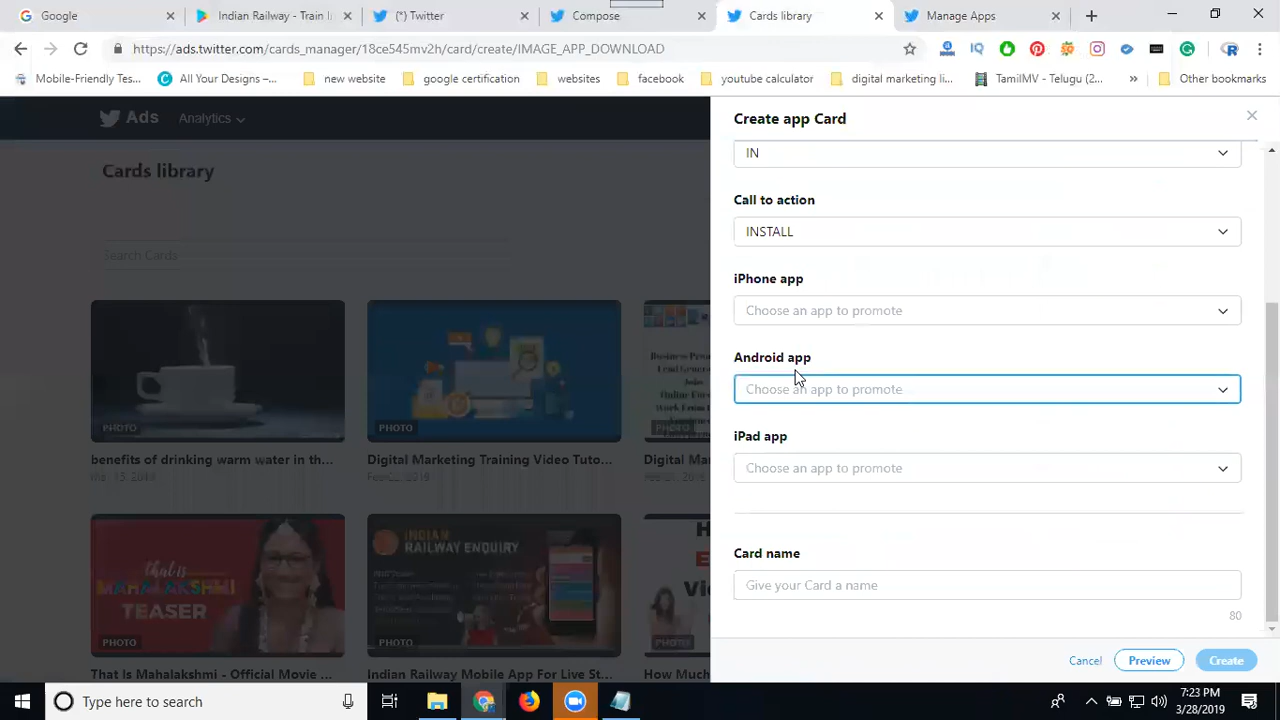 Google
Indian Railway - Train l
(*) Twitter
Compose
Cards library
Manage Apps
https://ads.twitter.com/cards_manager/18ce545mv2h/card/create/IMAGE_APP_DOWNLOAD
Mobile-Friendly Tes...
All Your Designs –...
new website
google certification
websites
facebook
youtube calculator
digital marketing li...
TamilMV - Telugu (2...
Other bookmarks
Ads
Analytics
Cards library
Search Cards
PHOTO
PHOTO
benefits of drinking warm water in th...
Digital Marketing Training Video Tuto...
Digital Mar
Feb 22, 2019
That is
MAHALAKSHMI
TEASER
INDIAN
RAILWAY ENQUIRY
PHOTO
PHOTO
PHOTO
That Is Mahalakshmi - Official Movie ...
Indian Railway Mobile App For Live St...
How Much
Create app Card
IN
Call to action
INSTALL
iPhone app
Choose an app to promote
Android app
Choose an app to promote
iPad app
Choose an app to promote
Card name
Give your Card a name
80
Cancel
Preview
Create
Type here to search
7:23 PM
3/28/2019